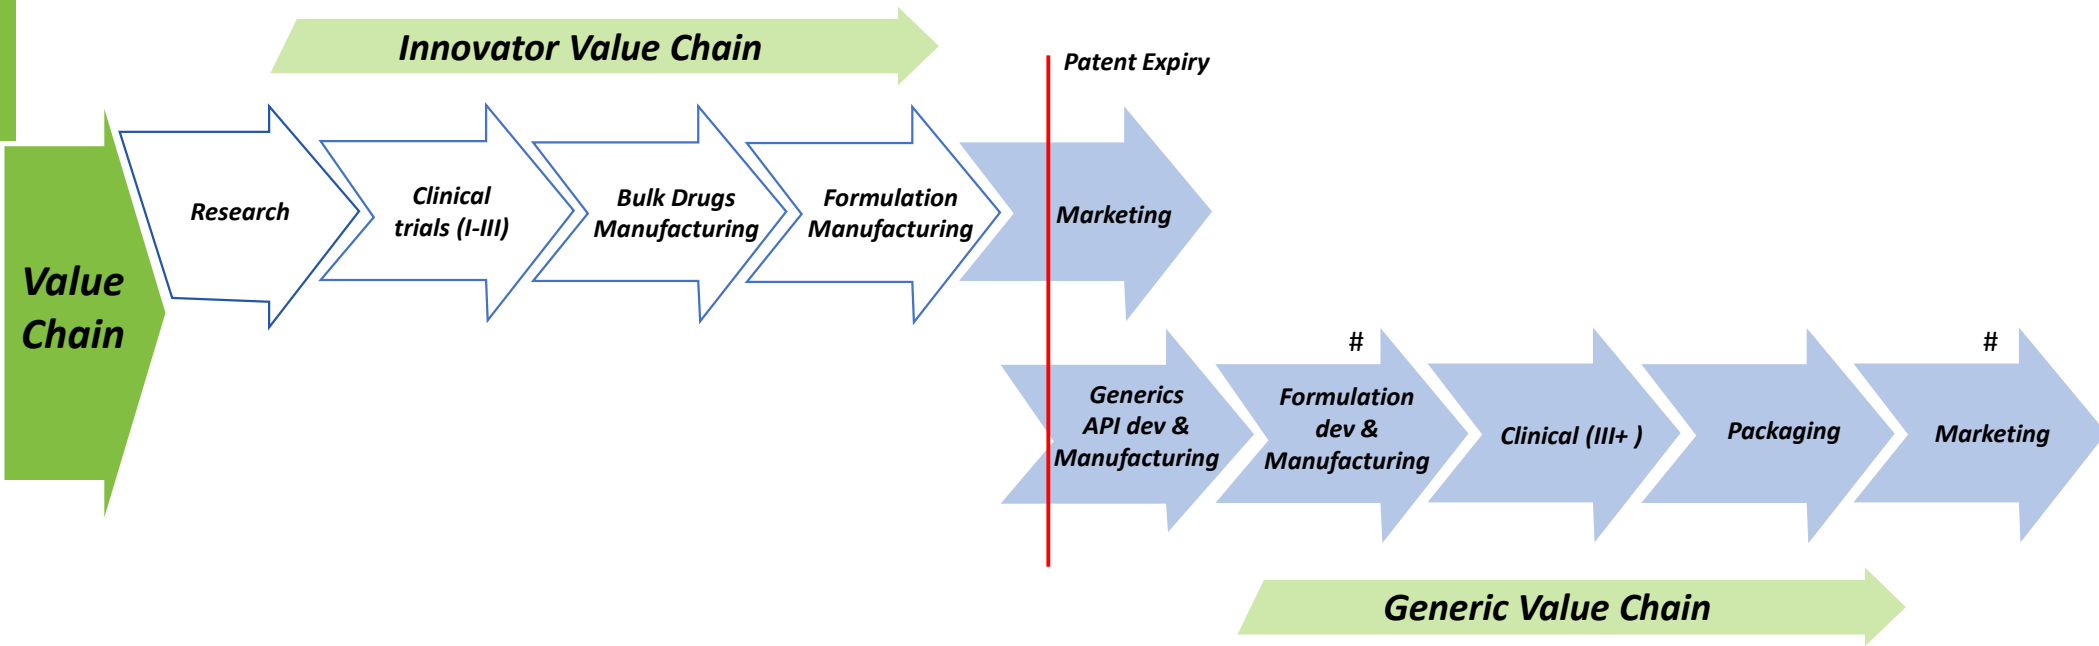 Innovator Value Chain
Patent Expiry
Value
Chain
Research
Clinical
trials (I-III)
Bulk Drugs
Manufacturing
Formulation
Manufacturing
Marketing
Generics
API dev &
Manufacturing
#
Formulation
dev &
Manufacturing
Clinical (III+ )
Packaging
#
Marketing
Generic Value Chain